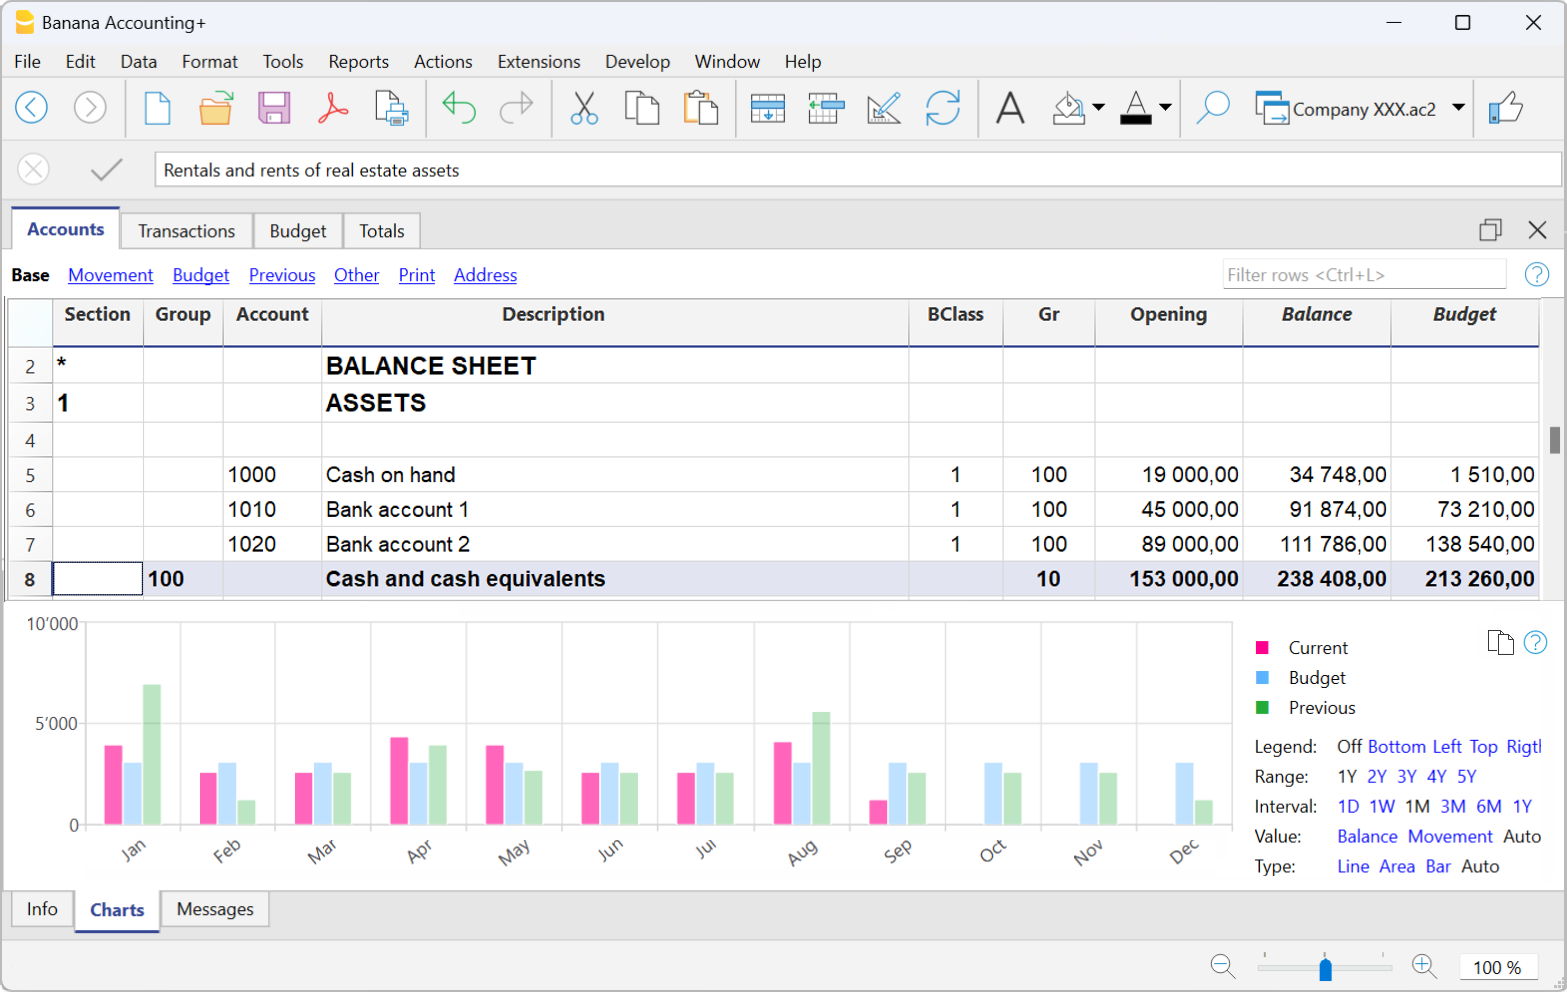 Banana Accounting+
File Edit Data Format Tools Reports Actions Extensions Develop Window Help
Company XXX.ac2
Rentals and rents of real estate assets
Accounts Transactions Budget Totals
Base Movement Budget Previous Other Print Address Filter rows <Ctrl+L>
Section Group Account Description BClass Gr Opening Balance Budget
2 * BALANCE SHEET
3 1 ASSETS
4
5 1000 Cash on hand 1 100 19 000,00 34 748,00 1 510,00
6 1010 Bank account 1 1 100 45 000,00 91 874,00 73 210,00
7 1020 Bank account 2 1 100 89 000,00 111 786,00 138 540,00
8 100 Cash and cash equivalents 10 153 000,00 238 408,00 213 260,00
10'000
5'000
0
Jan Feb Mar Apr May Jun Jul Aug Sep Oct Nov Dec
Current
Budget
Previous
Legend: Off Bottom Left Top Rigth
Range: 1Y 2Y 3Y 4Y 5Y
Interval: 1D 1W 1M 3M 6M 1Y
Value: Balance Movement Auto
Type: Line Area Bar Auto
Info Charts Messages
100 %